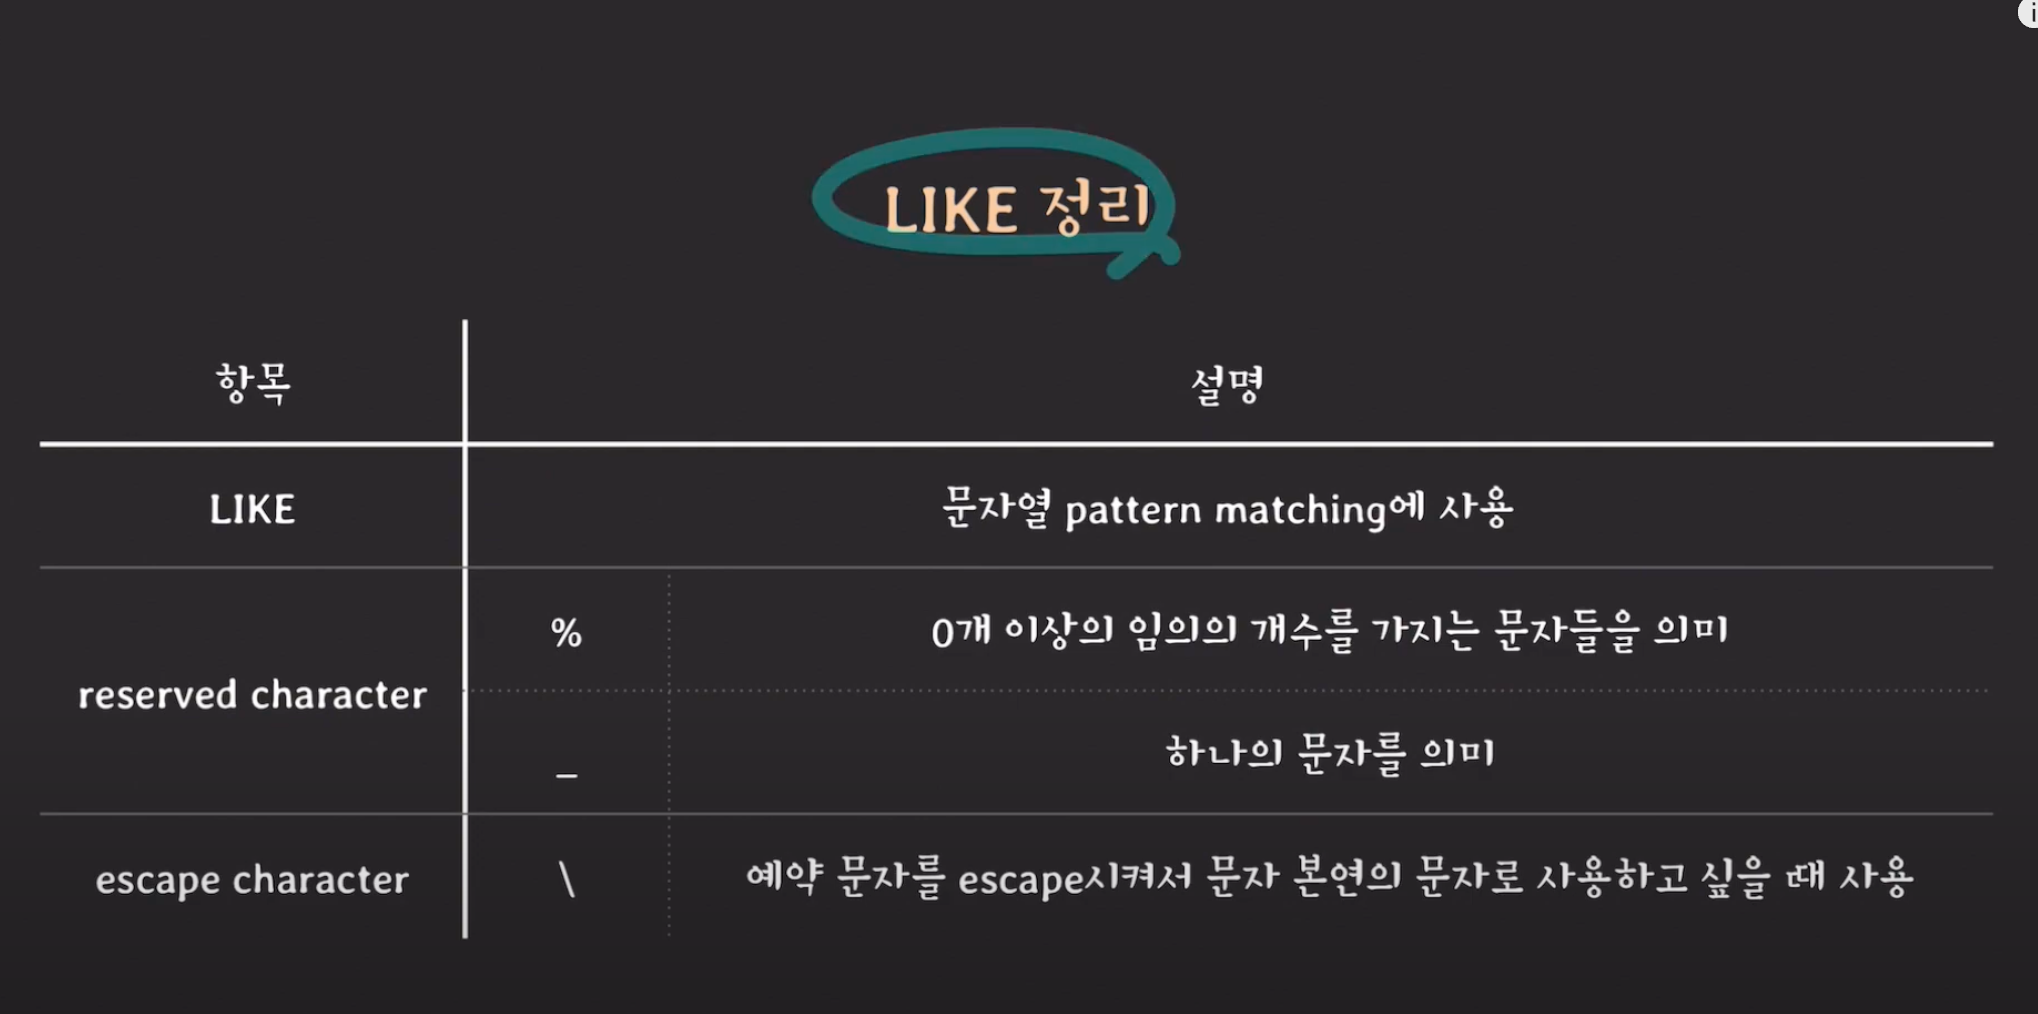 LIKE 정리
항목 설명
LIKE 문자열 pattern matching에 사용
reserved character
% 0개 이상의 임의의 개수를 가지는 문자들을 의미
_ 하나의 문자를 의미
escape character \ 예약 문자를 escape시켜서 문자 본연의 문자로 사용하고 싶을 때 사용